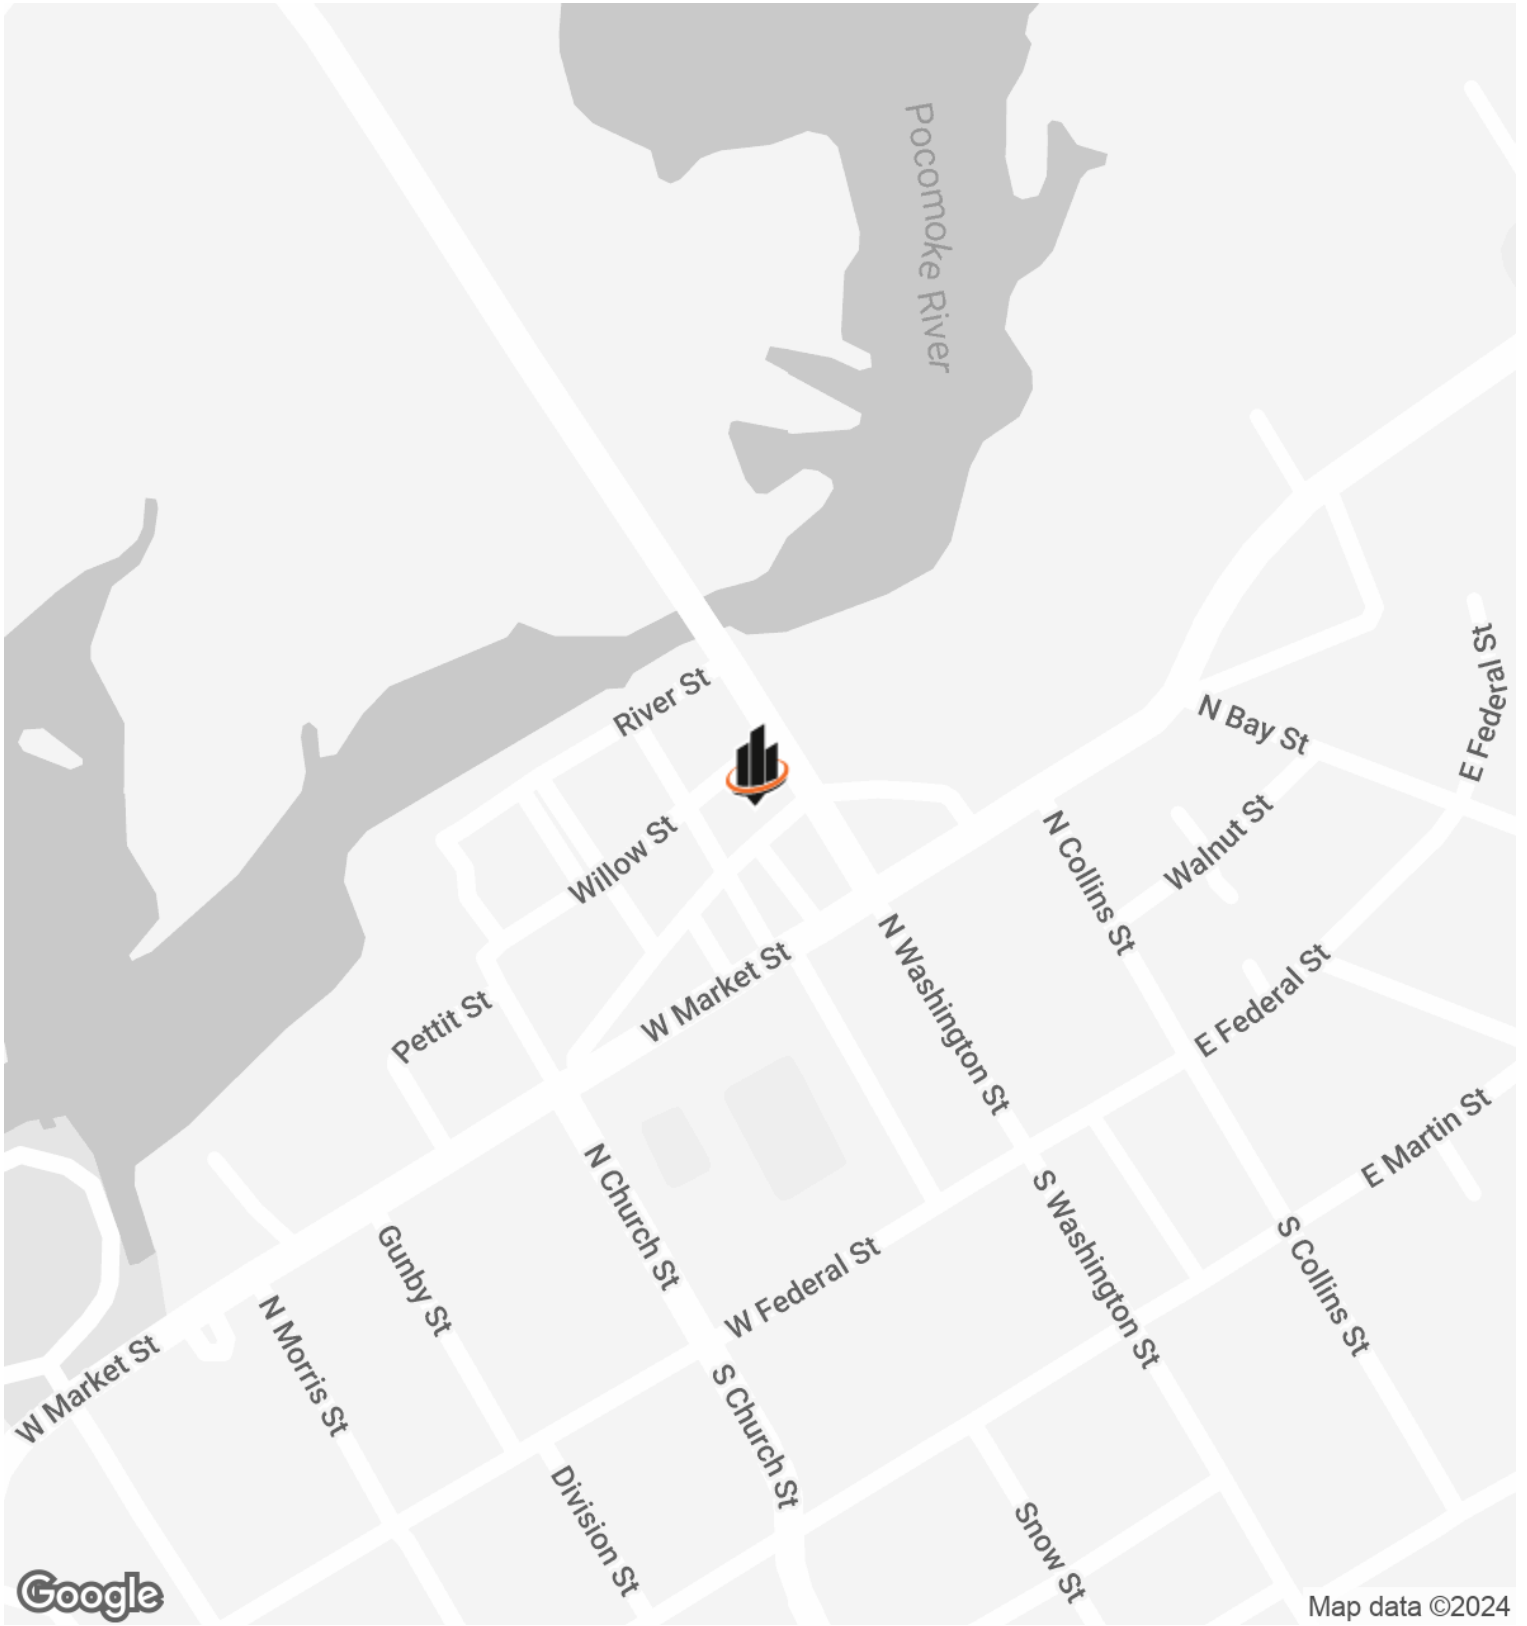 Pocomoke River
River St
N Bay St
E Federal St
Willow St
N Collins St
Walnut St
Pettit St
W Market St
N Washington St
E Federal St
E Martin St
N Church St
S Washington St
Gunby St
W Federal St
S Collins St
N Morris St
W Market St
S Church St
Division St
Snow St
Google
Map data ©2024